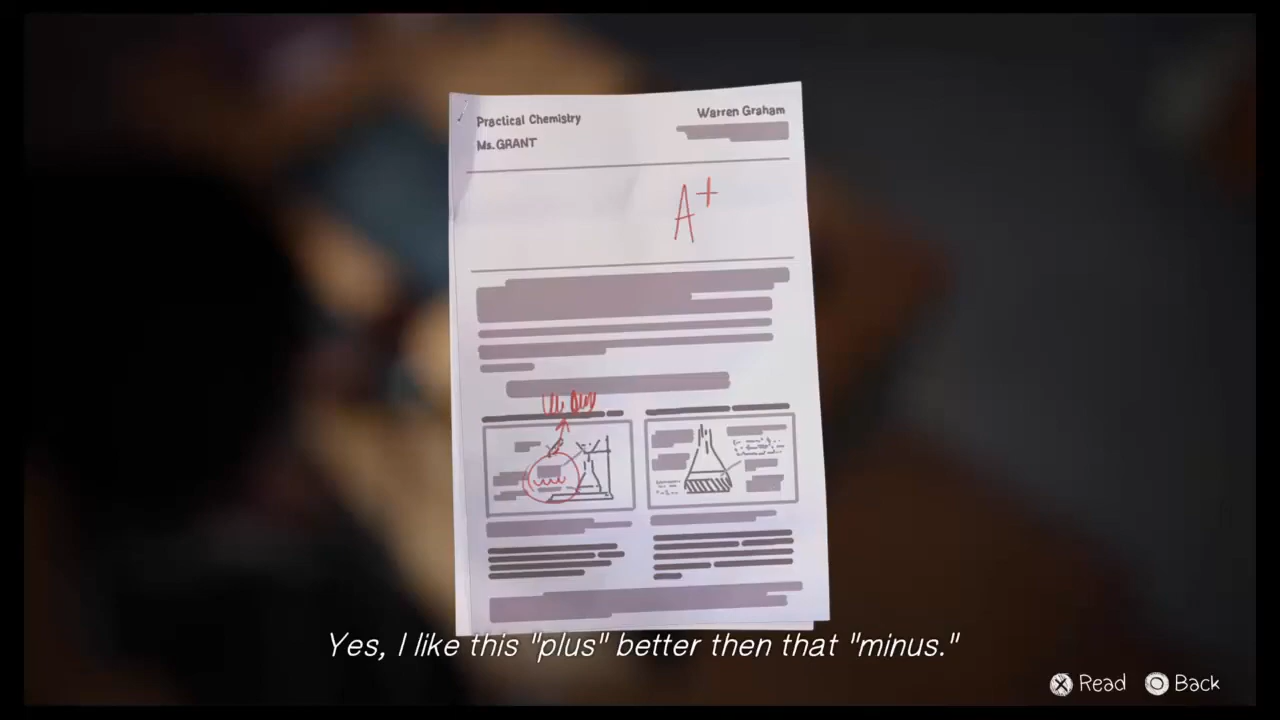 Practical Chemistry
Warren Graham
Ms. GRANT
A+
Yes, I like this "plus" better then that "minus."
Read
Back